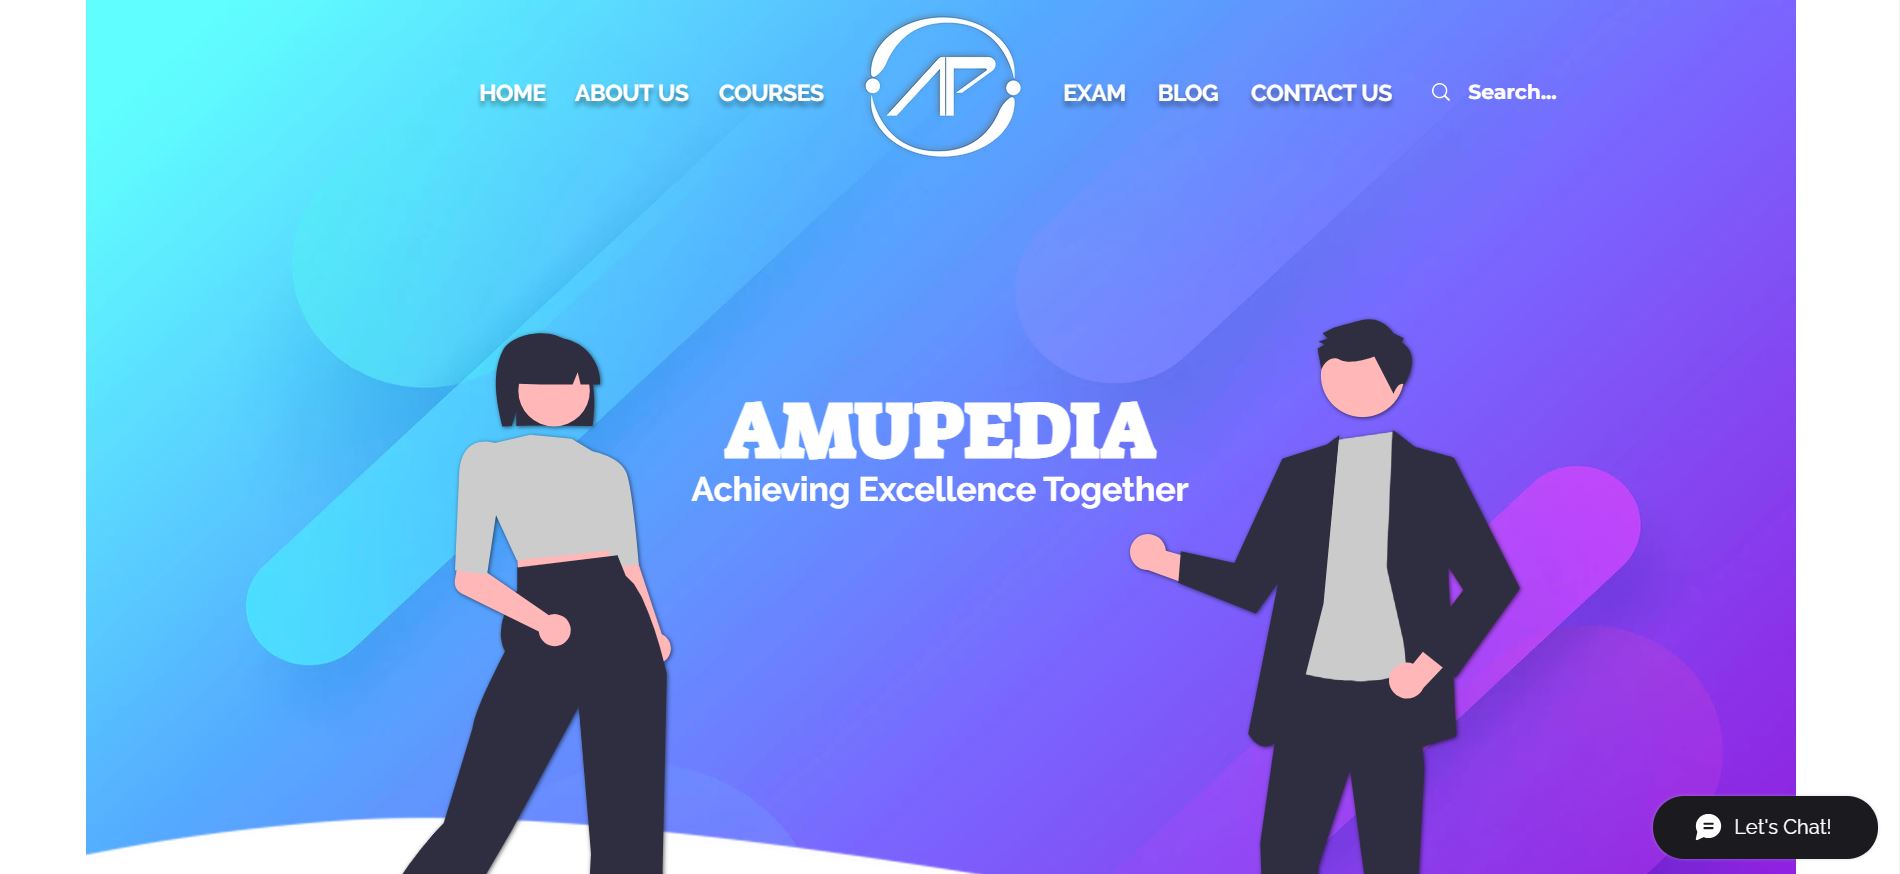 HOME ABOUT US COURSES AP EXAM BLOG CONTACT US Search...
AMUPEDIA
Achieving Excellence Together
Let's Chat!